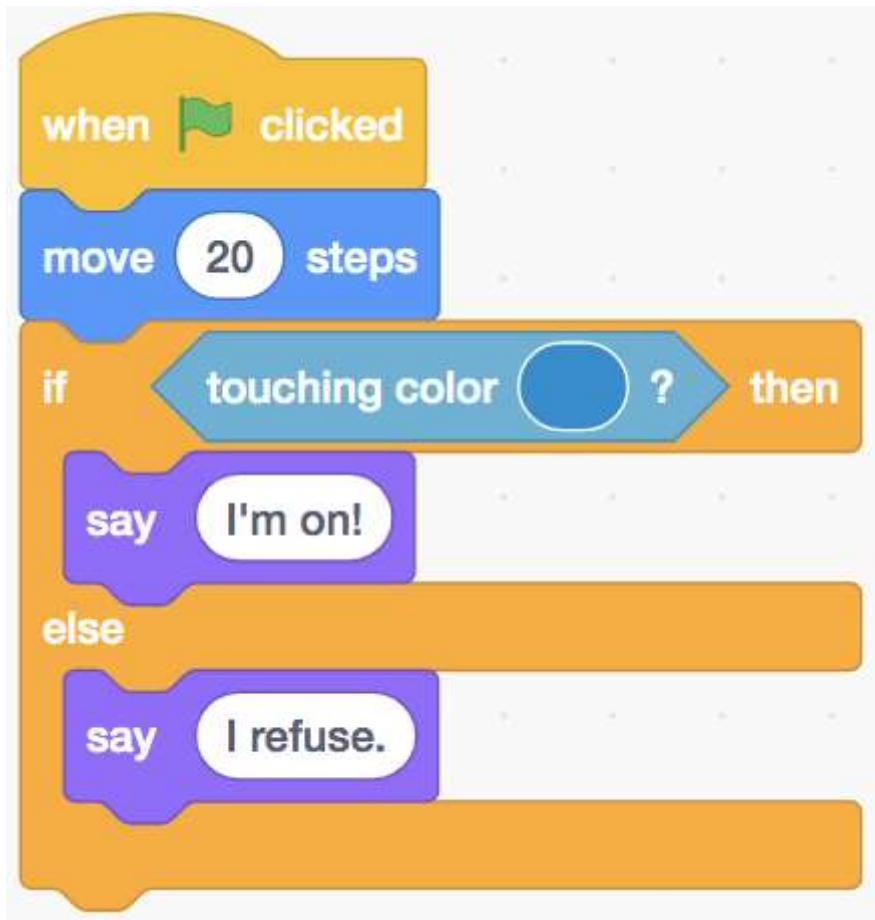 when clicked
move 20 steps
if touching color ? then
say I'm on!
else
say I refuse.